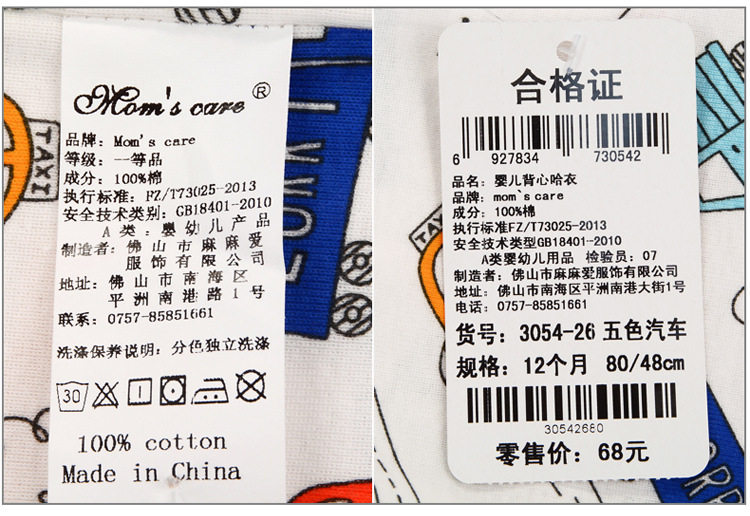 Mom's care®
品牌：Mom's care
等级：一等品
成分：100%棉
执行标准：FZ/T73025-2013
安全技术类别：GB18401-2010
A类：婴幼儿产品
制造者：佛山市麻麻爱
服饰有限公司
地址：佛山市南海区
平洲南港路1号
联系：0757-85851661
洗涤保养说明：分色独立洗涤
30
100% cotton
Made in China
TAXI
合格证
6 927834 730542
品名：婴儿背心哈衣
品牌：mom`s care
成分：100%棉
执行标准FZ/T73025-2013
安全技术类型GB18401-2010
A类婴幼儿用品 检验员：07
制造者：佛山市麻麻爱服饰有限公司
地址：佛山市南海区平洲南港大街1号
电话：0757-85851661
货号：3054-26 五色汽车
规格：12个月 80/48cm
30542680
零售价：68元
TAXI